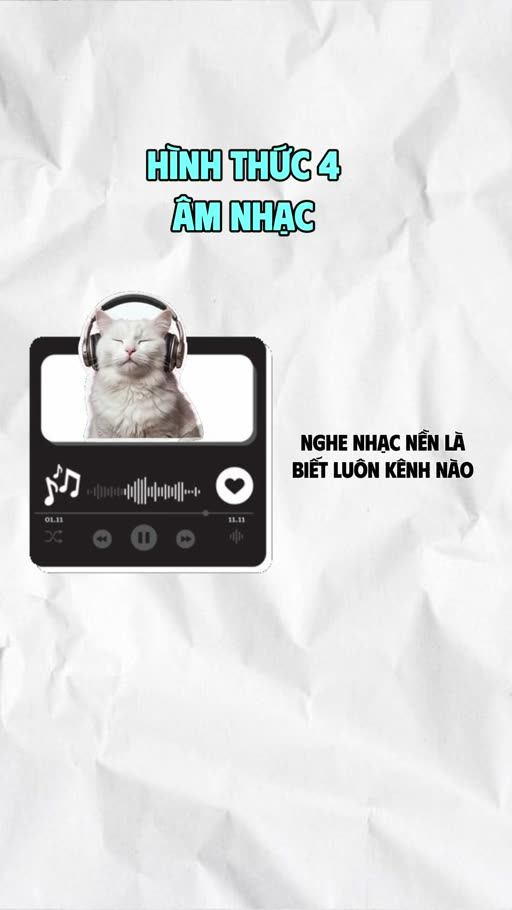 HÌNH THỨC 4
ÂM NHẠC
NGHE NHẠC NỀN LÀ
BIẾT LUÔN KÊNH NÀO
01.11
11.11